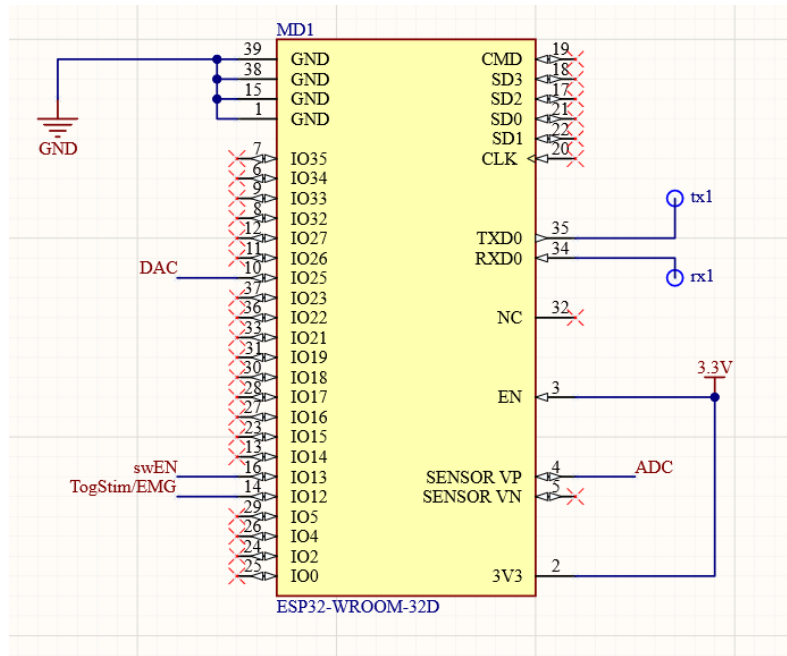 MD1
39 GND
38 GND
15 GND
1 GND
GND
7 IO35
6 IO34
9 IO33
8 IO32
12 IO27
11 IO26
DAC 10 IO25
37 IO23
36 IO22
33 IO21
31 IO19
30 IO18
28 IO17
27 IO16
23 IO15
13 IO14
swEN 16 IO13
TogStim/EMG 14 IO12
29 IO5
26 IO4
24 IO2
25 IO0
CMD 19
SD3 18
SD2 17
SD0 21
SD1 22
CLK 20
TXD0 35 tx1
RXD0 34 rx1
NC 32
3.3V
EN 3
SENSOR VP 4 ADC
SENSOR VN 5
3V3 2
ESP32-WROOM-32D